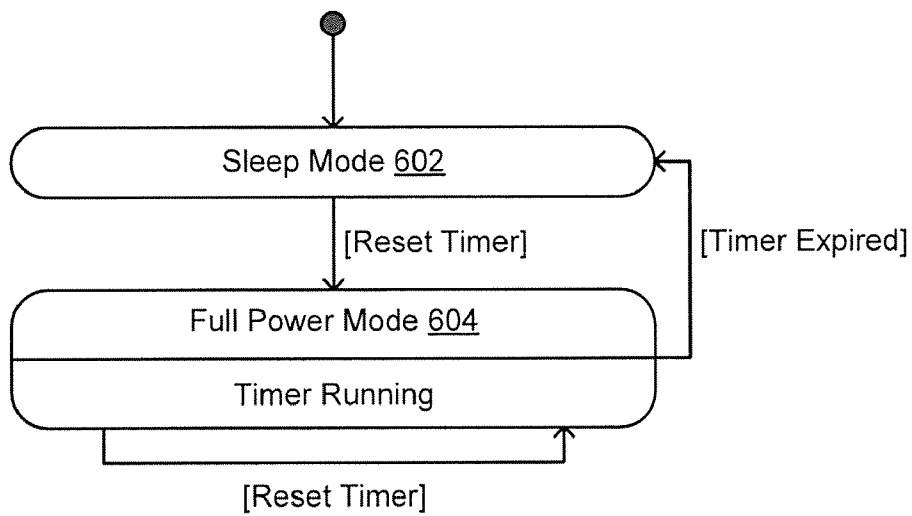 Sleep Mode 602
[Reset Timer]
[Timer Expired]
Full Power Mode 604
Timer Running
[Reset Timer]